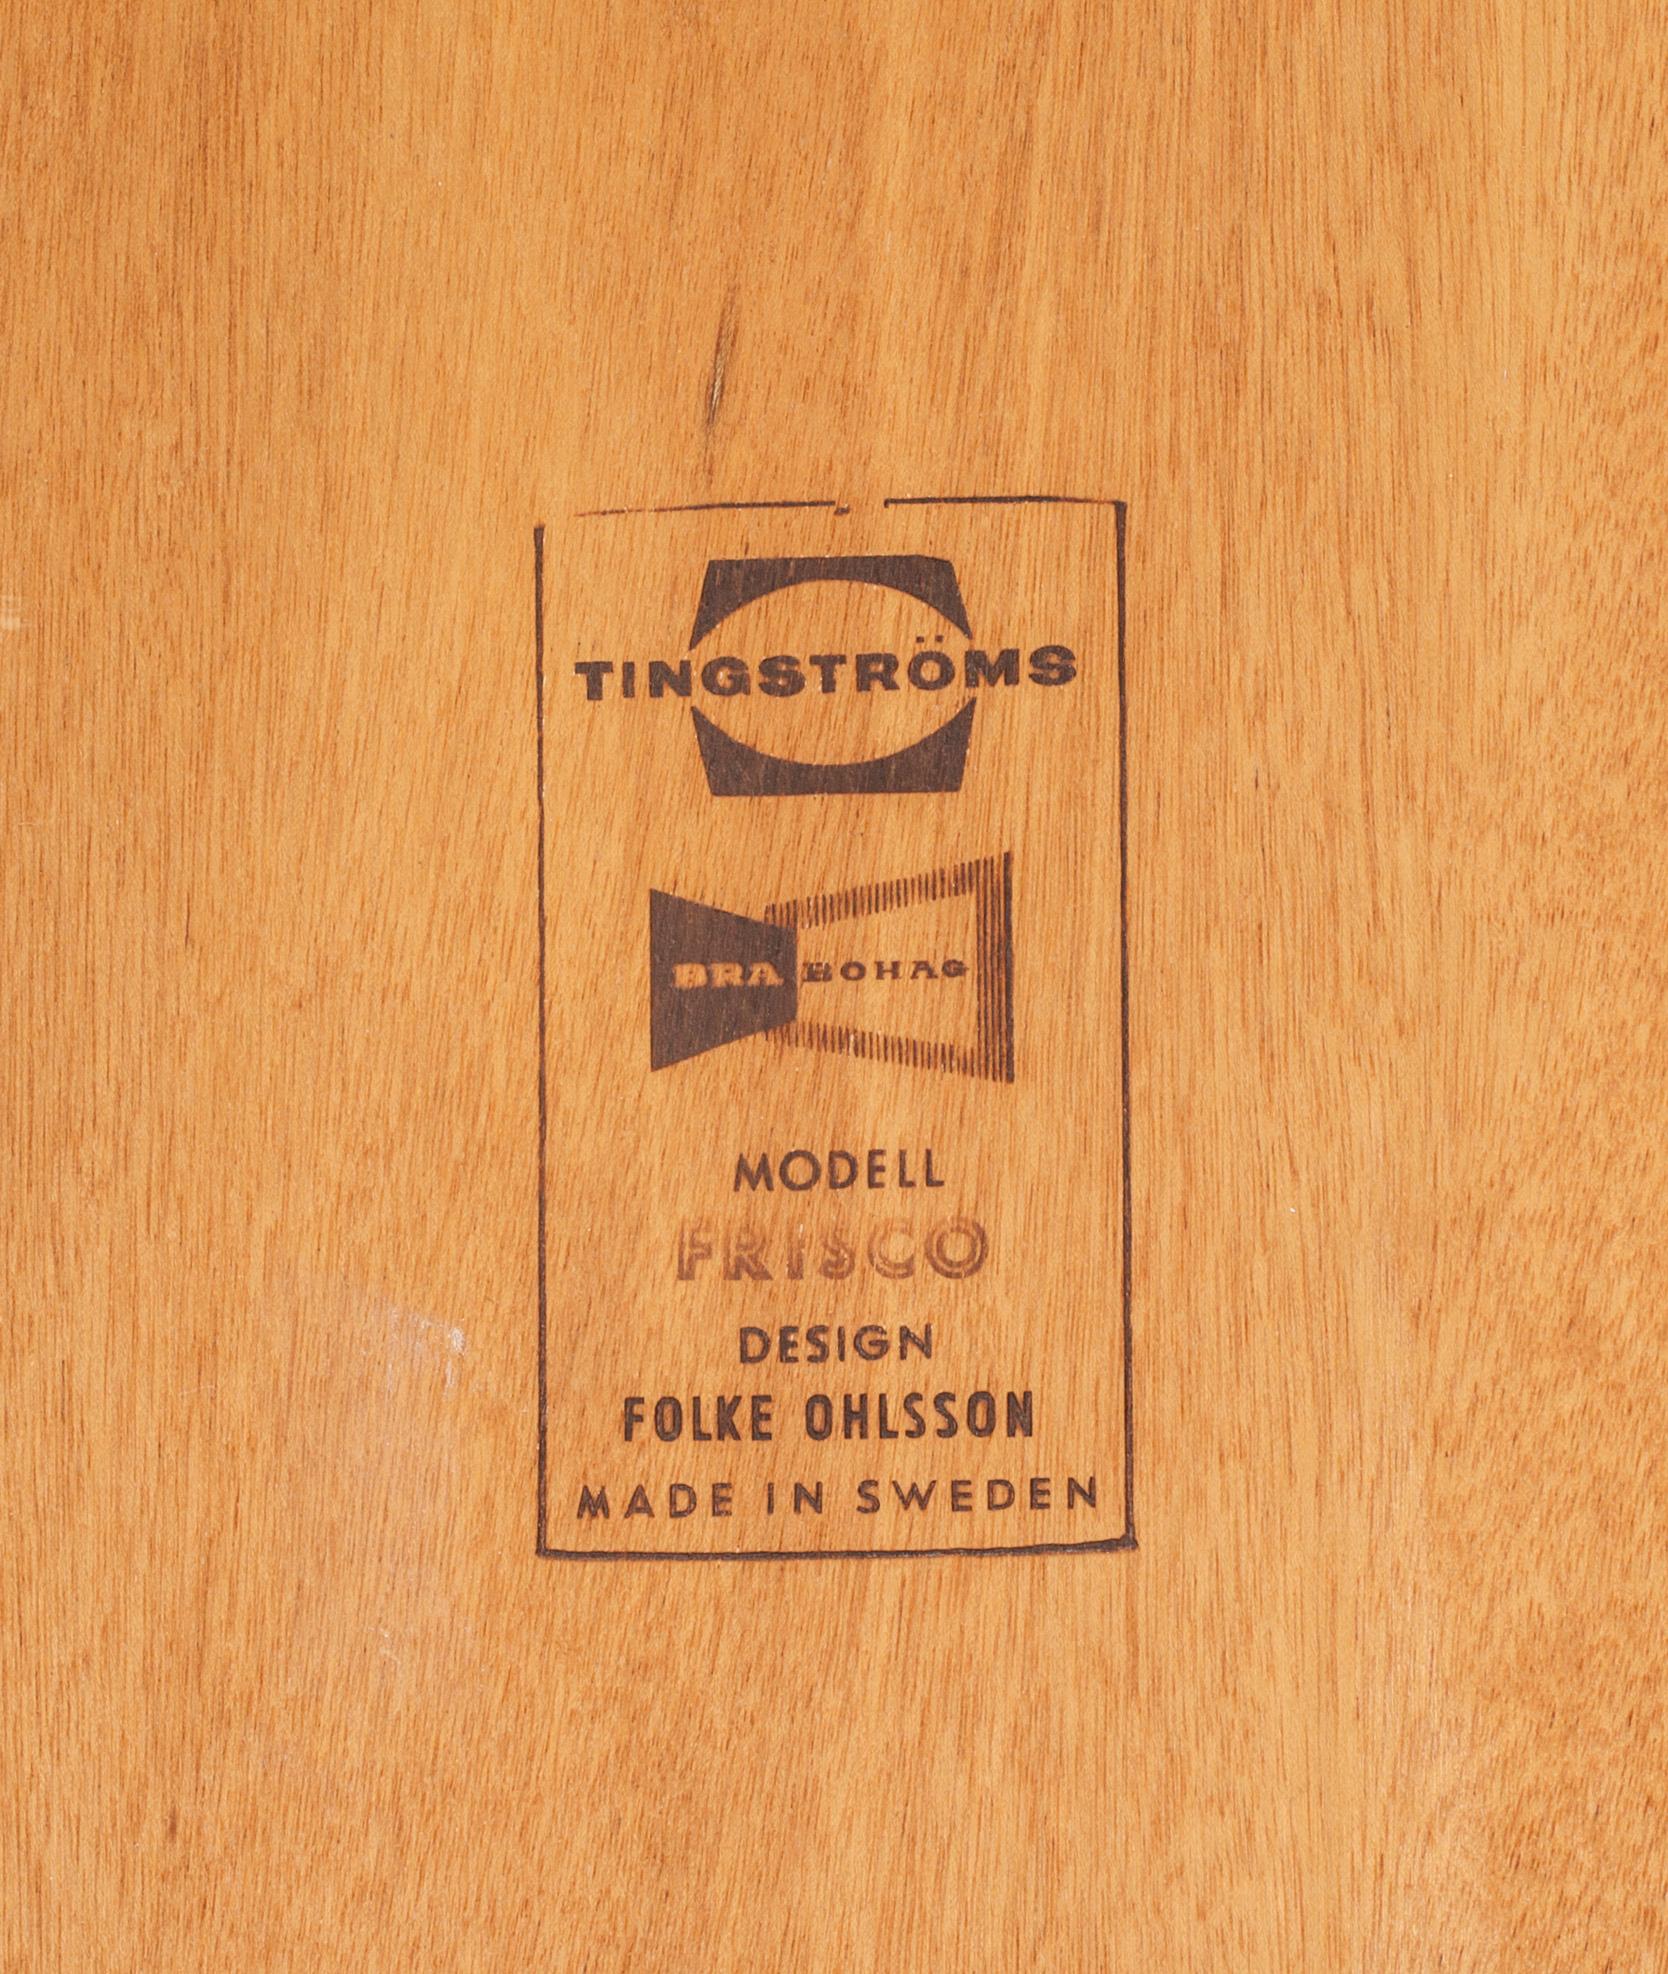 TINGSTRÖMS
BRA BOHAG
MODELL
FRISCO
DESIGN
FOLKE OHLSSON
MADE IN SWEDEN